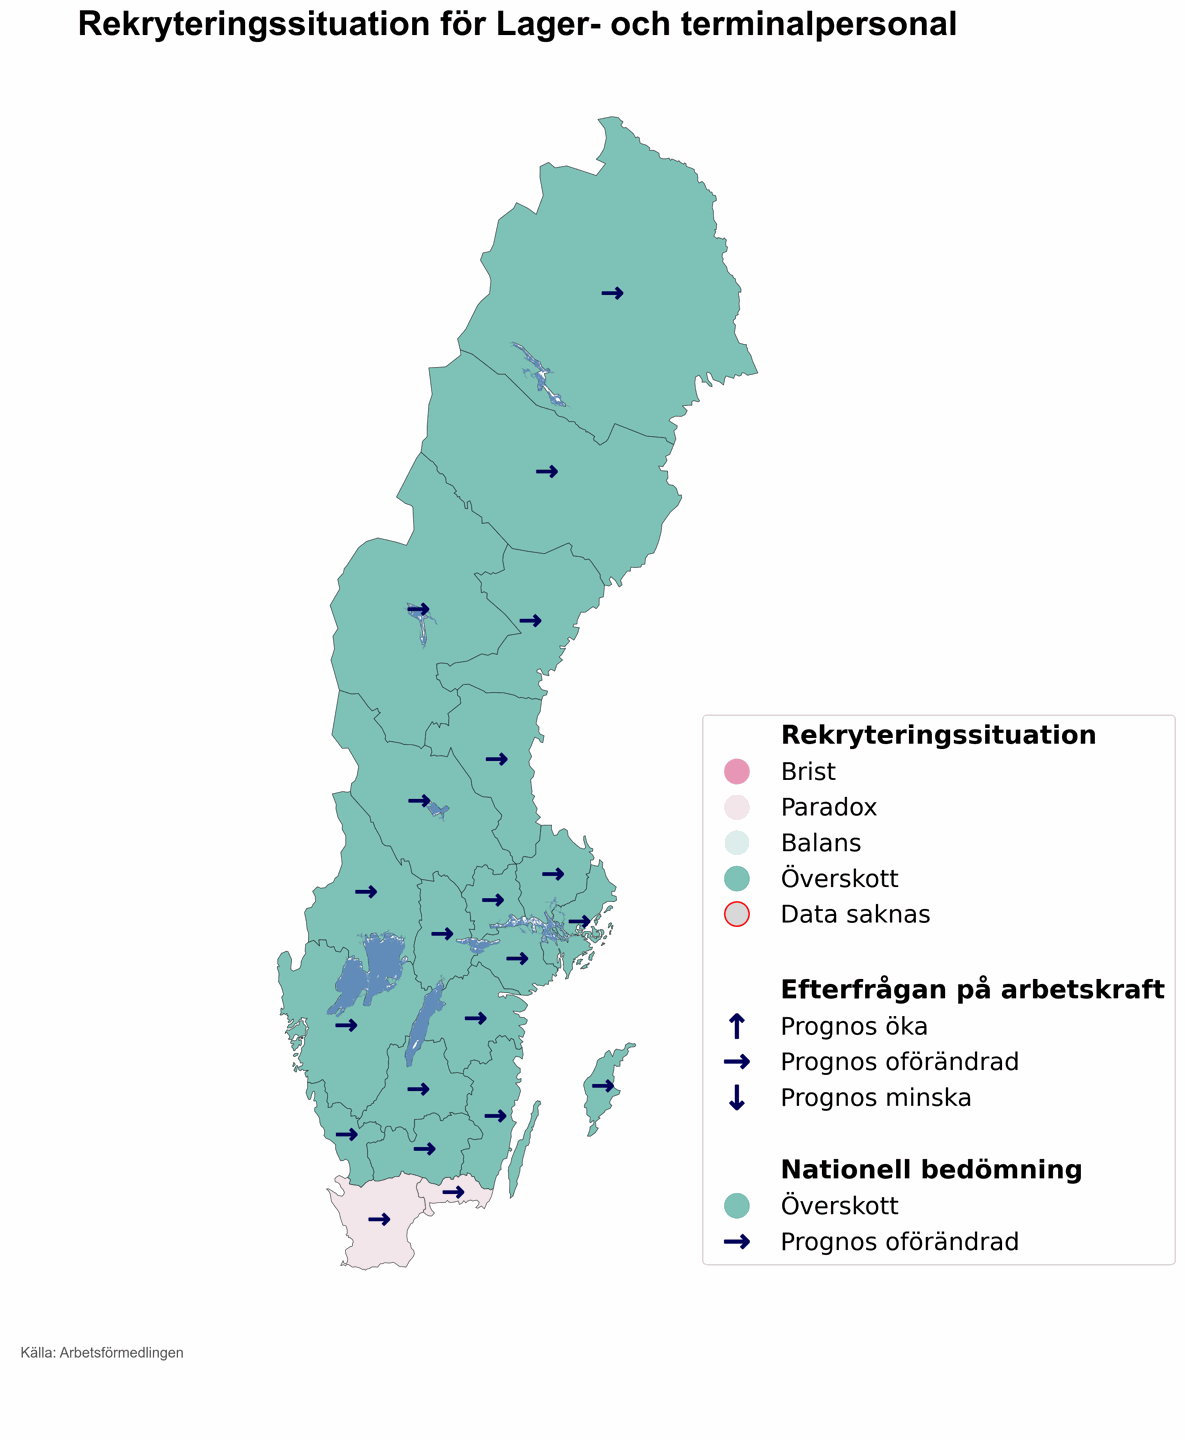 Rekryteringssituation för Lager- och terminalpersonal
Rekryteringssituation
Brist
Paradox
Balans
Överskott
Data saknas
Efterfrågan på arbetskraft
Prognos öka
Prognos oförändrad
Prognos minska
Nationell bedömning
Överskott
Prognos oförändrad
Källa: Arbetsförmedlingen